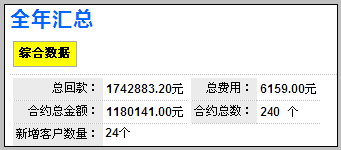 全年汇总
综合数据
总回款： 1742883.20元 总费用： 6159.00元
合约总金额： 1180141.00元 合约总数： 240 个
新增客户数量： 24个